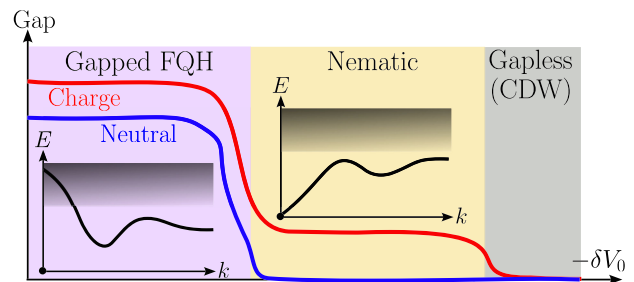 Gap
Gapped FQH
Nematic
Gapless
(CDW)
Charge
Neutral
E
E
k
k
−δV₀